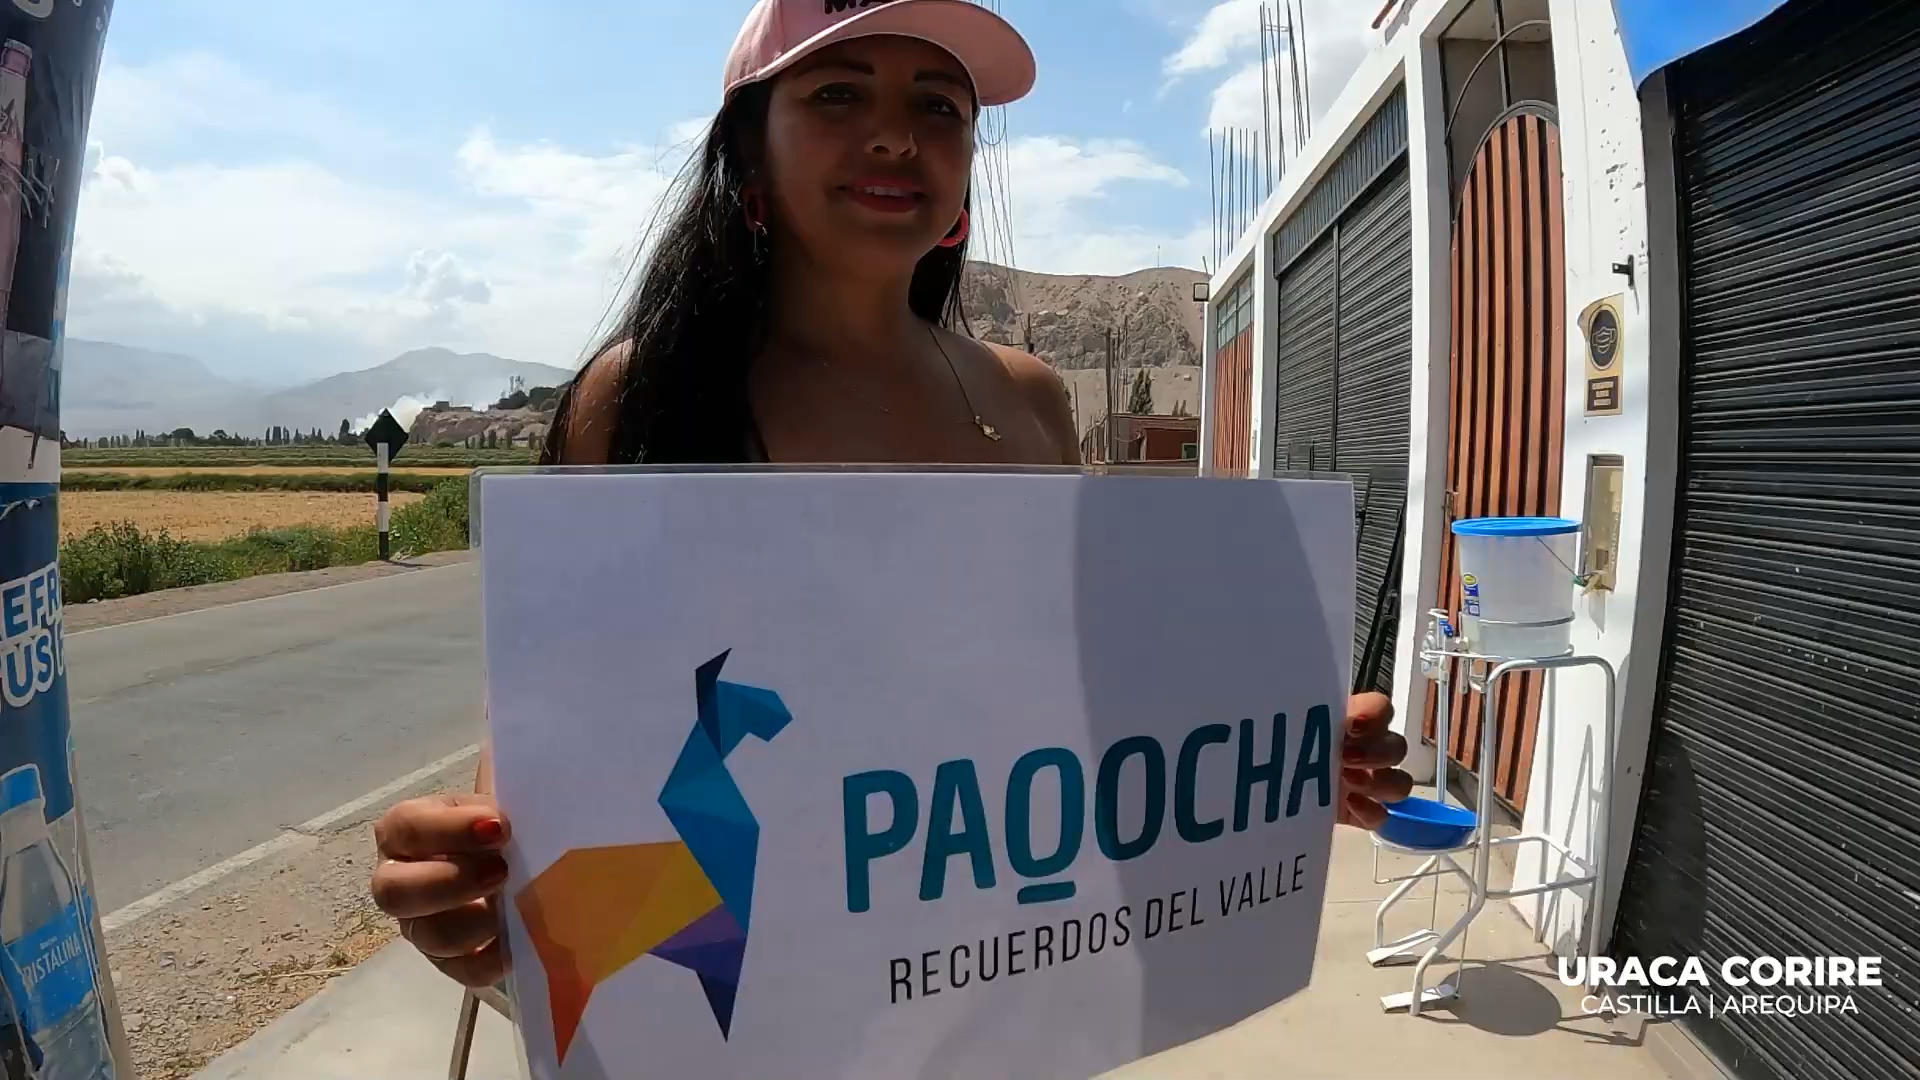 PAQOCHA
RECUERDOS DEL VALLE
URACA CORIRE
CASTILLA | AREQUIPA